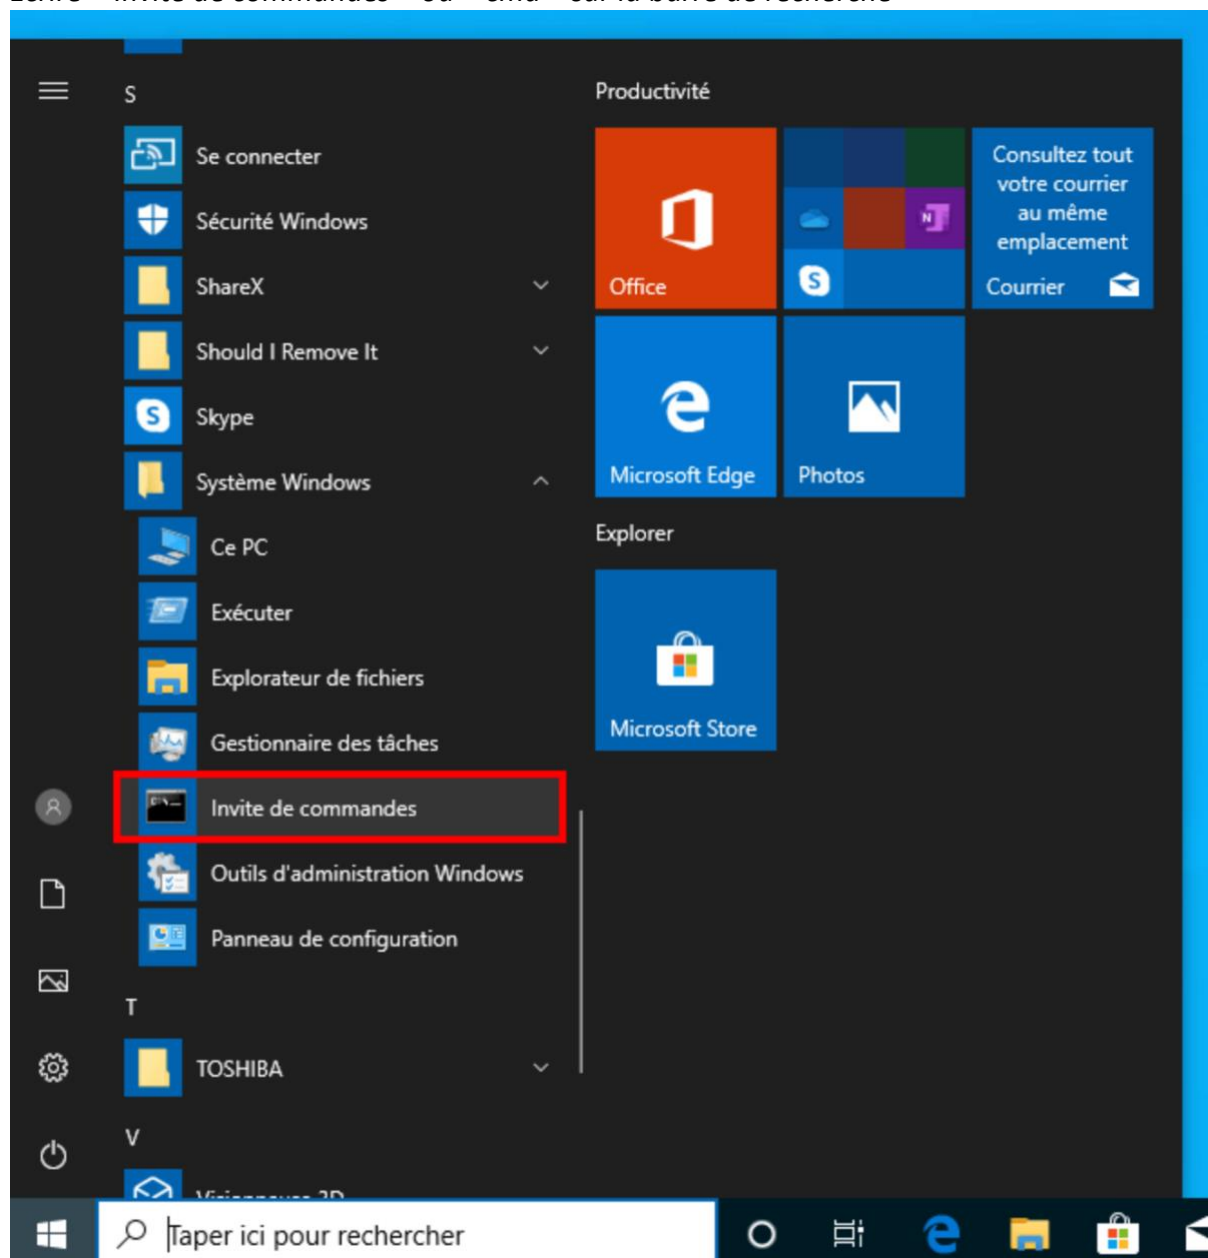 S
Se connecter
Sécurité Windows
ShareX
Should I Remove It
Skype
Système Windows
Ce PC
Exécuter
Explorateur de fichiers
Gestionnaire des tâches
Invite de commandes
Outils d'administration Windows
Panneau de configuration
T
TOSHIBA
V
Productivité
Office
Consultez tout
votre courrier
au même
emplacement
Courrier
Microsoft Edge
Photos
Explorer
Microsoft Store
Taper ici pour rechercher